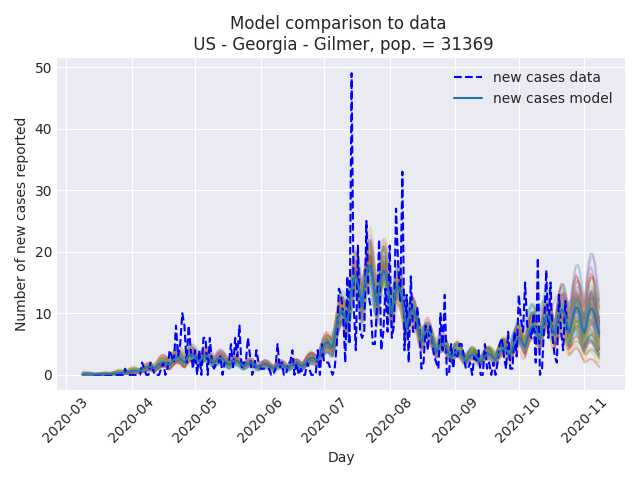 Model comparison to data
US - Georgia - Gilmer, pop. = 31369
new cases data
new cases model
Number of new cases reported
50
40
30
20
10
0
2020-03
2020-04
2020-05
2020-06
2020-07
2020-08
2020-09
2020-10
2020-11
Day